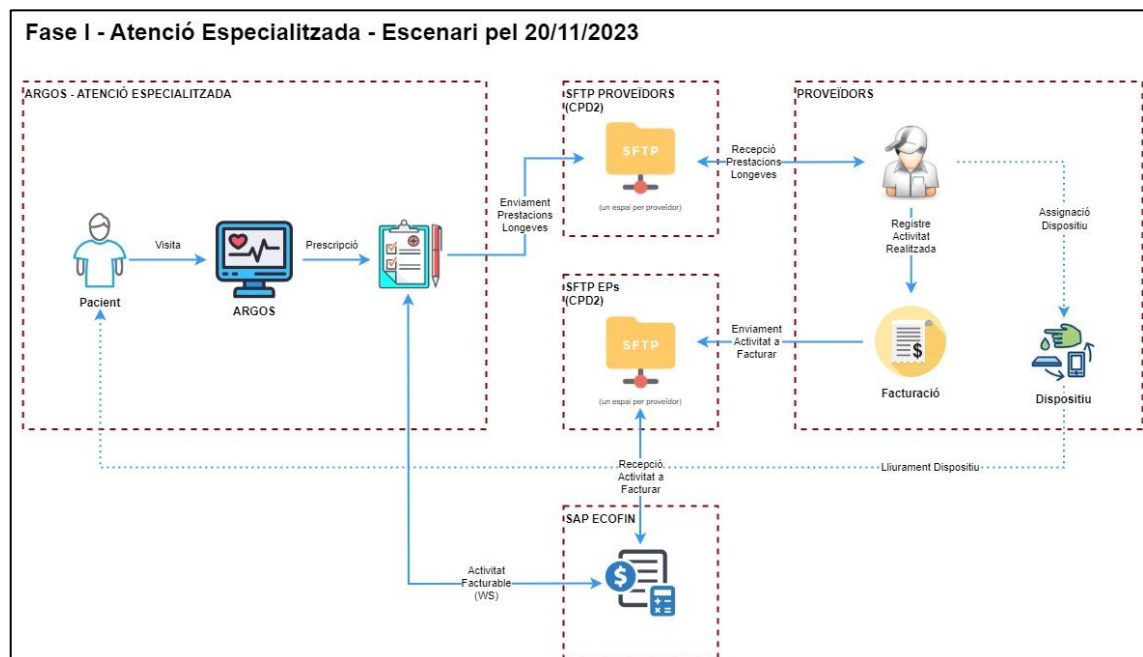 Fase I - Atenció Especialitzada - Escenari pel 20/11/2023
ARGOS - ATENCIÓ ESPECIALITZADA
SFTP PROVEÏDORS
(CPD2)
PROVEÏDORS
SFTP
(un espai per proveïdor)
Recepció
Prestacions
Longeves
Enviament
Prestacions
Longeves
Registre
Activitat
Realitzada
Assignació
Dispositiu
Visita
Prescripció
Pacient
ARGOS
SFTP EPs
(CPD2)
SFTP
(un espai per proveïdor)
Enviament
Activitat a
Facturar
$
Facturació
Dispositiu
Recepció
Activitat a
Facturar
Lliurament Dispositiu
SAP ECOFIN
$
Activitat
Facturable
(WS)